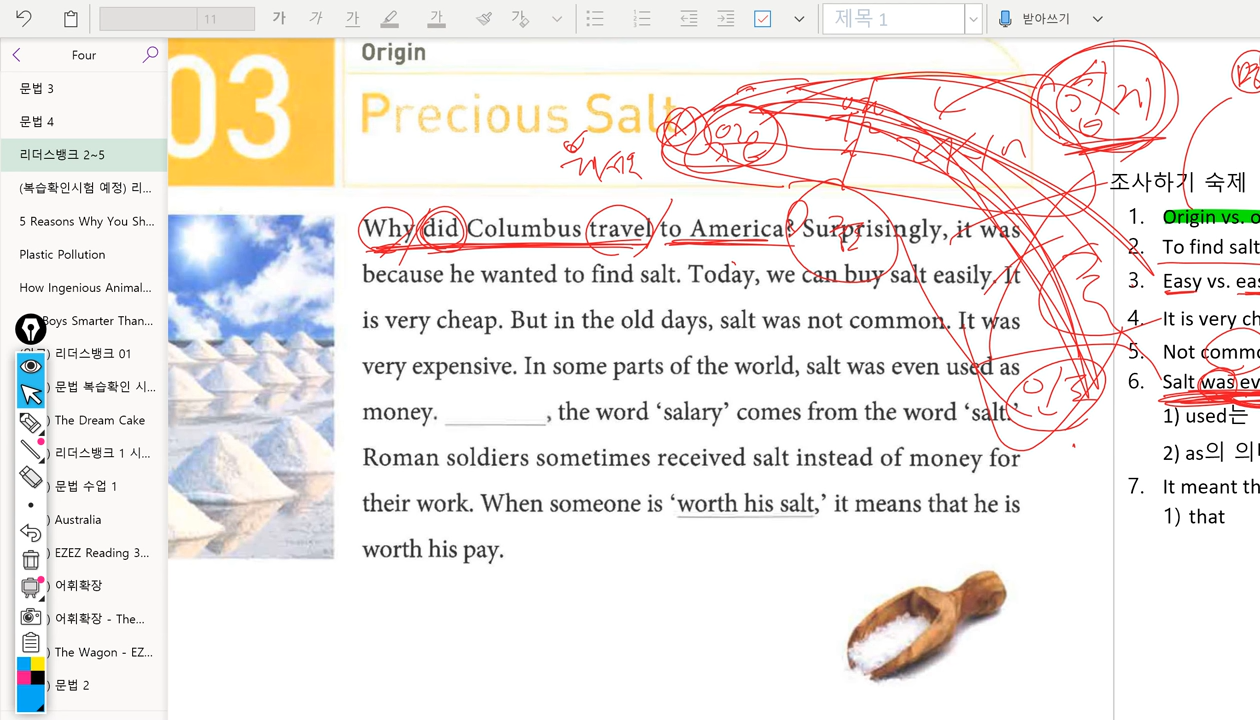 11
가
가
가
가
가
제목 1
받아쓰기
Four
문법 3
문법 4
리더스뱅크 2~5
(복습확인시험 예정) 리...
5 Reasons Why You Sh...
Plastic Pollution
How Ingenious Animal...
Boys Smarter Than...
) 리더스뱅크 01
) 문법 복습확인 시...
) The Dream Cake
) 리더스뱅크 1 시...
) 문법 수업 1
) Australia
) EZEZ Reading 3...
) 어휘확장
) 어휘확장 - The...
) The Wagon - EZ...
) 문법 2
03
Origin
Precious Salt
Why did Columbus travel to America? Surprisingly, it was
because he wanted to find salt. Today, we can buy salt easily. It
is very cheap. But in the old days, salt was not common. It was
very expensive. In some parts of the world, salt was even used as
money. __________, the word ‘salary’ comes from the word ‘salt.’
Roman soldiers sometimes received salt instead of money for
their work. When someone is ‘worth his salt,’ it means that he is
worth his pay.
조사하기 숙제
1. Origin vs. o
2. To find salt
3. Easy vs. eas
4. It is very ch
5. Not commo
6. Salt was ev
1) used는
2) as의 의
7. It meant th
1) that